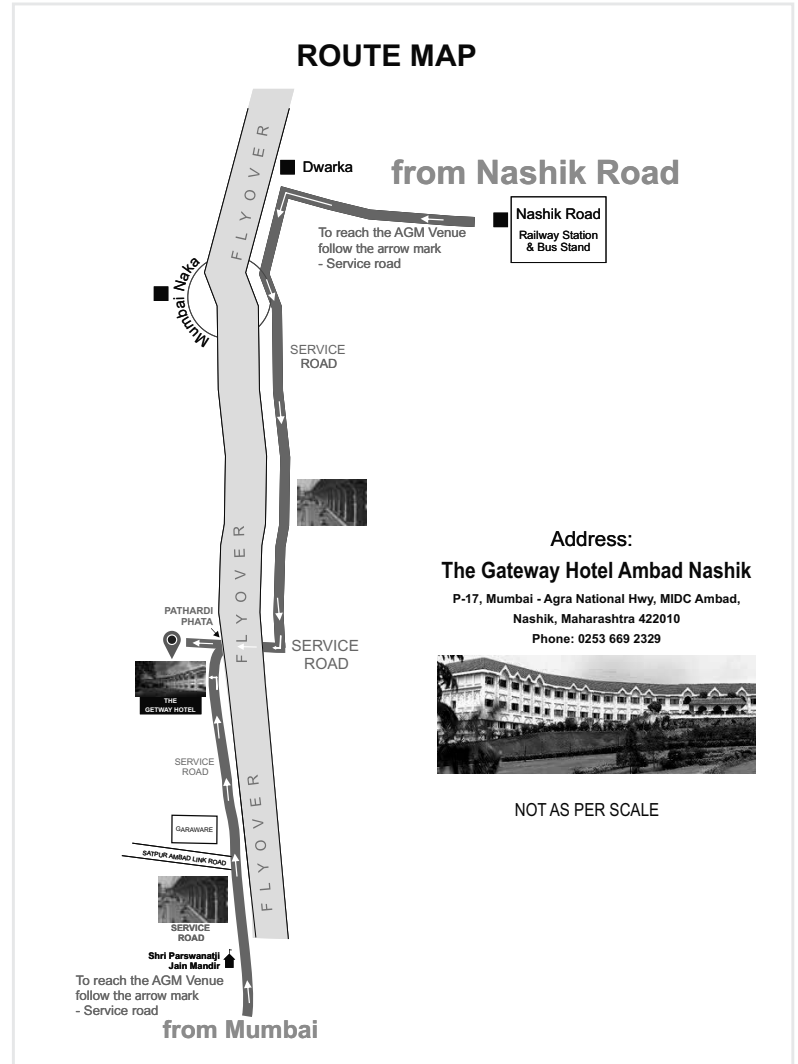 ROUTE MAP
FLYOVER
Dwarka
from Nashik Road
Nashik Road
Railway Station
& Bus Stand
To reach the AGM Venue
follow the arrow mark
- Service road
Mumbai Naka
SERVICE
ROAD
FLYOVER
Address:
The Gateway Hotel Ambad Nashik
P-17, Mumbai - Agra National Hwy, MIDC Ambad,
Nashik, Maharashtra 422010
Phone: 0253 669 2329
PATHARDI
PHATA
SERVICE
ROAD
THE
GETWAY HOTEL
SERVICE
ROAD
FLYOVER
NOT AS PER SCALE
GARAWARE
SATPUR AMBAD LINK ROAD
SERVICE
ROAD
Shri Parswanatji
Jain Mandir
To reach the AGM Venue
follow the arrow mark
- Service road
from Mumbai